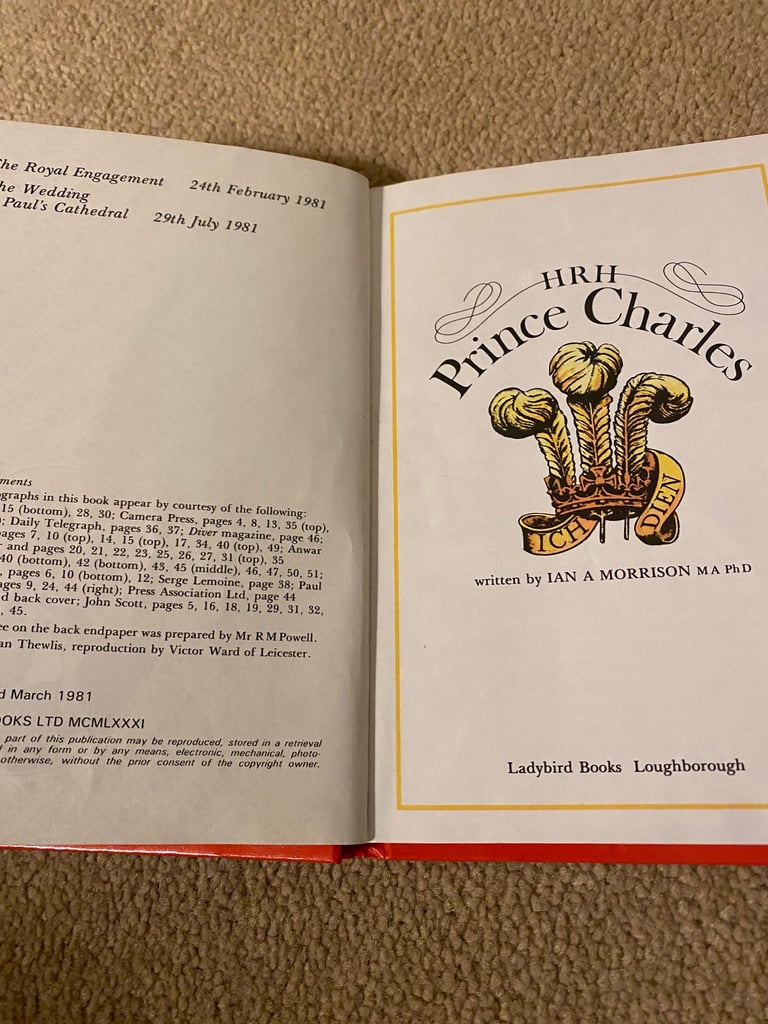 he Royal Engagement 24th February 1981
he Wedding
Paul's Cathedral 29th July 1981
ments
graphs in this book appear by courtesy of the following:
15 (bottom), 28, 30; Camera Press, pages 4, 8, 13, 35 (top),
; Daily Telegraph, pages 36, 37; Diver magazine, page 46;
ages 7, 10 (top), 14, 15 (top), 17, 34, 40 (top), 49; Anwar
r and pages 20, 21, 22, 23, 25, 26, 27, 31 (top), 35
40 (bottom), 42 (bottom), 43, 45 (middle), 46, 47, 50, 51;
, pages 6, 10 (bottom), 12; Serge Lemoine, page 38; Paul
ages 9, 24, 44 (right); Press Association Ltd, page 44
d back cover; John Scott, pages 5, 16, 18, 19, 29, 31, 32,
, 45.
ee on the back endpaper was prepared by Mr R M Powell.
an Thewlis, reproduction by Victor Ward of Leicester.
d March 1981
OOKS LTD MCMLXXXI
part of this publication may be reproduced, stored in a retrieval
d in any form or by any means, electronic, mechanical, photo-
otherwise, without the prior consent of the copyright owner.
HRH
Prince Charles
ICH DIEN
written by IAN A MORRISON MA PhD
Ladybird Books Loughborough